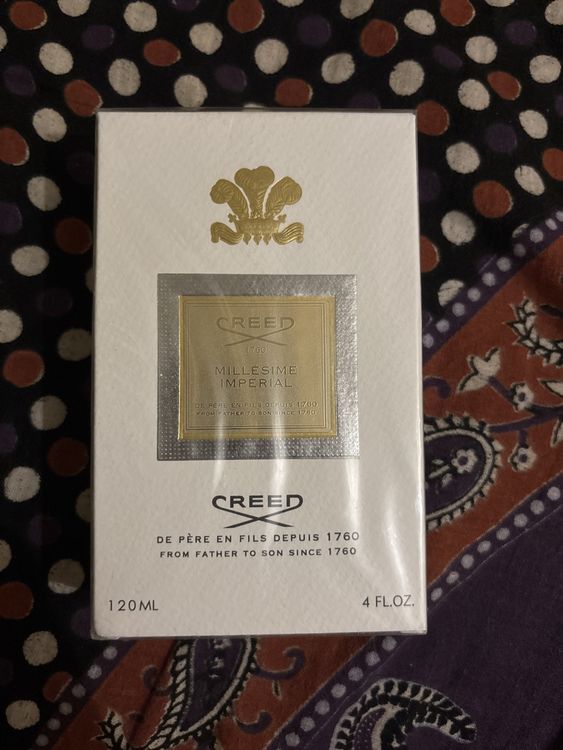 CREED
1760
MILLÉSIME
IMPÉRIAL
DE PÈRE EN FILS DEPUIS 1760
FROM FATHER TO SON SINCE 1760
CREED
DE PÈRE EN FILS DEPUIS 1760
FROM FATHER TO SON SINCE 1760
120ML 4 FL.OZ.